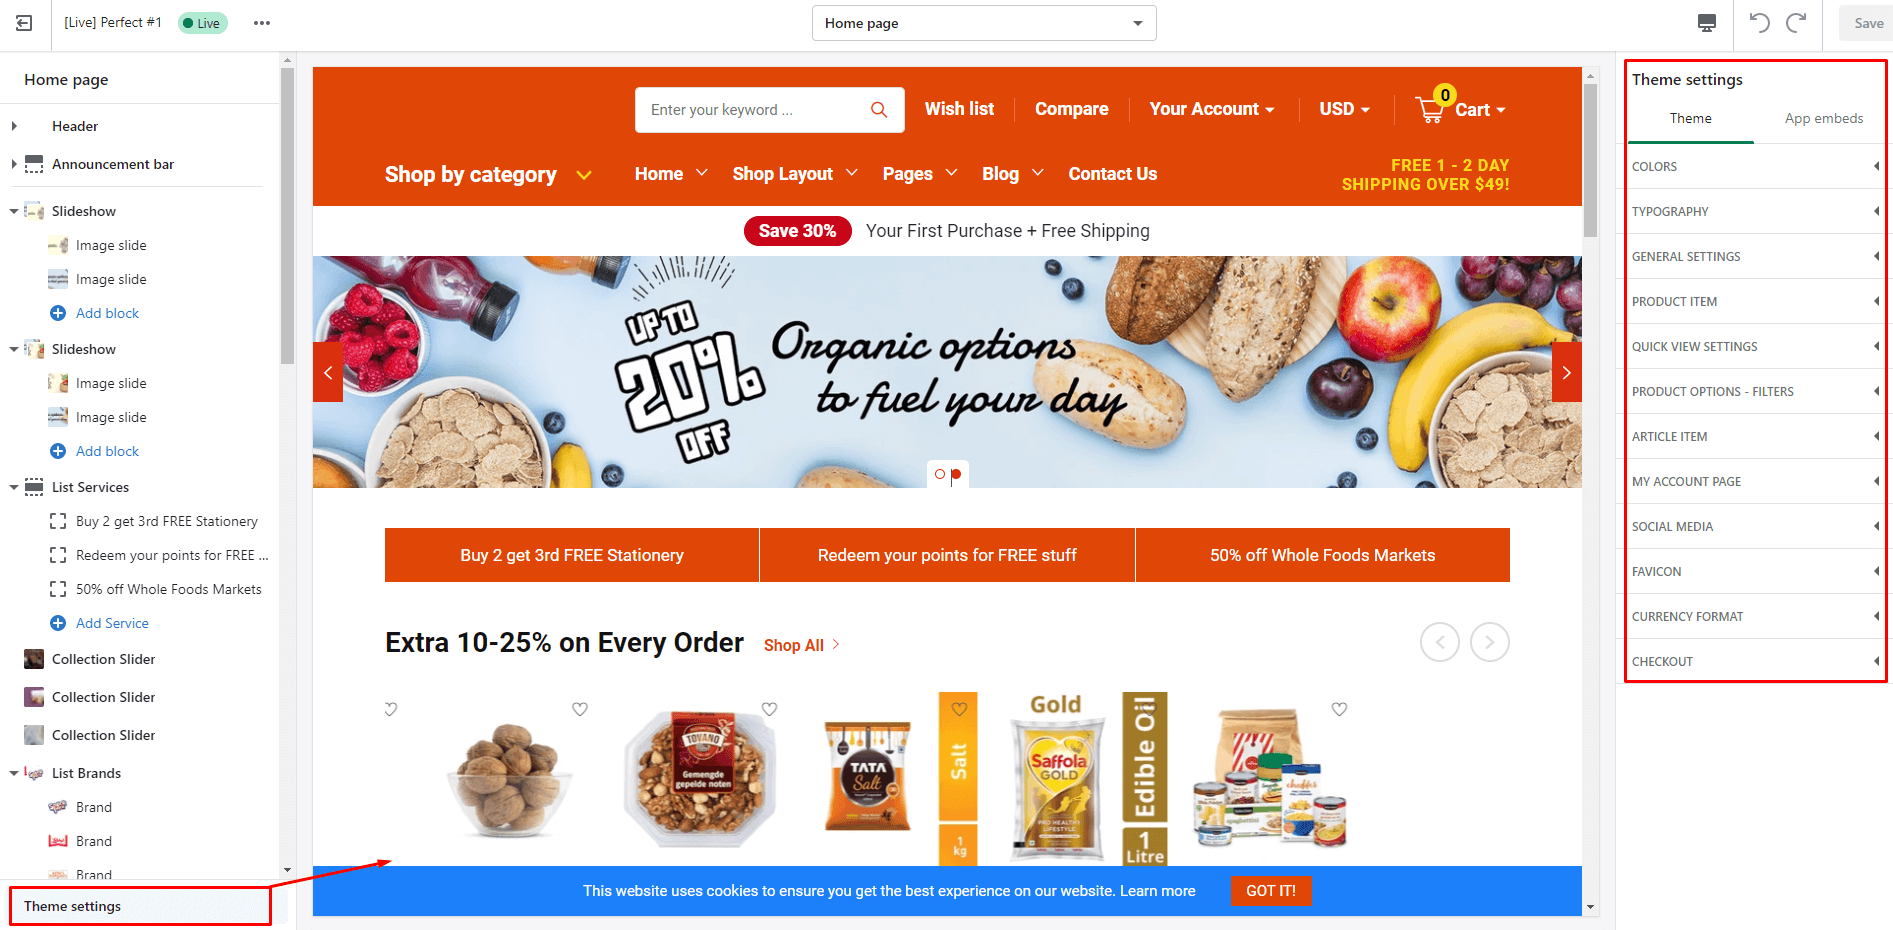 [Live] Perfect #1
Live
Home page
Save
Home page
Header
Announcement bar
Slideshow
Image slide
Image slide
Add block
Slideshow
Image slide
Image slide
Add block
List Services
Buy 2 get 3rd FREE Stationery
Redeem your points for FREE ...
50% off Whole Foods Markets
Add Service
Collection Slider
Collection Slider
Collection Slider
List Brands
Brand
Brand
Brand
Theme settings
Enter your keyword ...
Wish list
Compare
Your Account
USD
0
Cart
Shop by category
Home
Shop Layout
Pages
Blog
Contact Us
FREE 1 - 2 DAY
SHIPPING OVER $49!
Save 30%
Your First Purchase + Free Shipping
UP TO
20%
OFF
Organic options
to fuel your day
Buy 2 get 3rd FREE Stationery
Redeem your points for FREE stuff
50% off Whole Foods Markets
Extra 10-25% on Every Order
Shop All
TOVANO
Gemengde
gepelde noten
TATA
Salt
Salt
1
kg
Gold
Saffola
GOLD
PRO HEALTHY
LIFESTYLE
Edible Oil
1
Litre
This website uses cookies to ensure you get the best experience on our website. Learn more
GOT IT!
Theme settings
Theme
App embeds
COLORS
TYPOGRAPHY
GENERAL SETTINGS
PRODUCT ITEM
QUICK VIEW SETTINGS
PRODUCT OPTIONS - FILTERS
ARTICLE ITEM
MY ACCOUNT PAGE
SOCIAL MEDIA
FAVICON
CURRENCY FORMAT
CHECKOUT